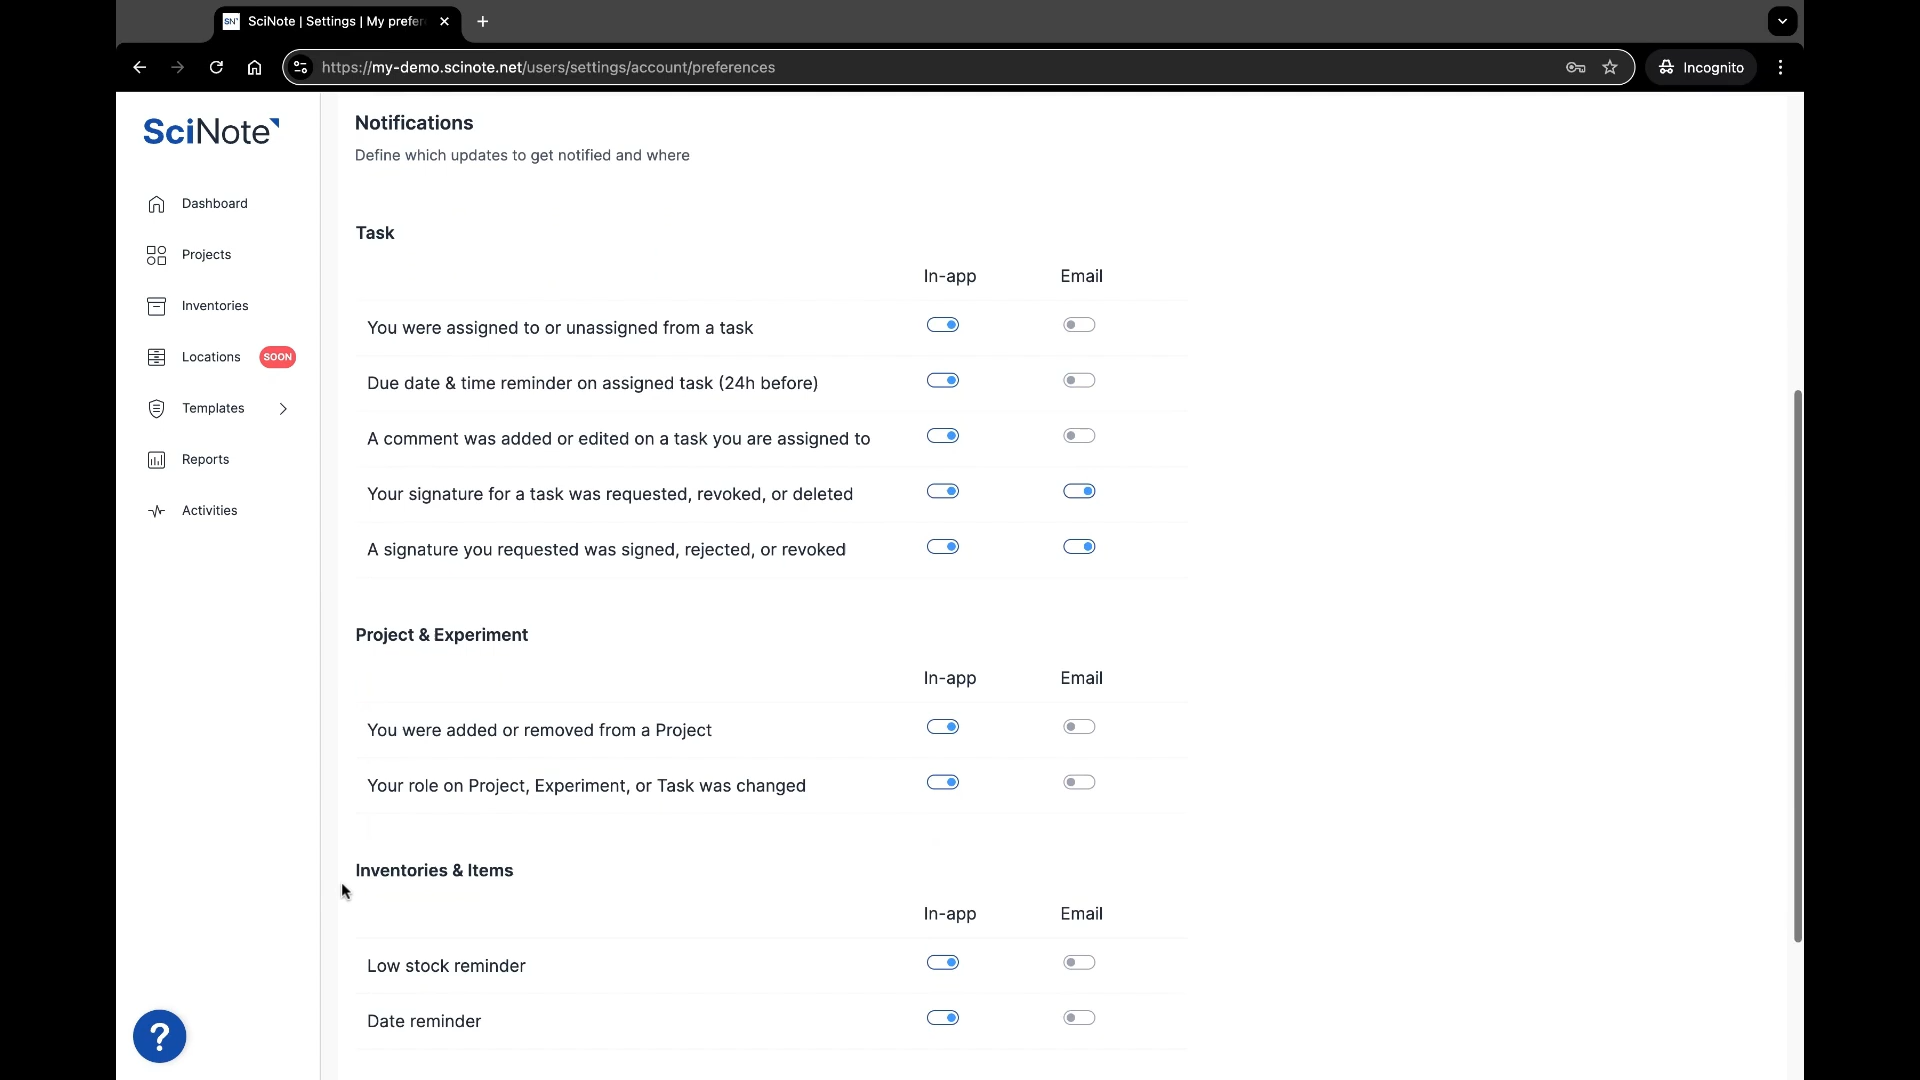 SN
SciNote | Settings | My prefer
https://my-demo.scinote.net/users/settings/account/preferences
Incognito
SciNote
Dashboard
Projects
Inventories
Locations SOON
Templates
Reports
Activities
?
Notifications
Define which updates to get notified and where
Task
In-app Email
You were assigned to or unassigned from a task
Due date & time reminder on assigned task (24h before)
A comment was added or edited on a task you are assigned to
Your signature for a task was requested, revoked, or deleted
A signature you requested was signed, rejected, or revoked
Project & Experiment
In-app Email
You were added or removed from a Project
Your role on Project, Experiment, or Task was changed
Inventories & Items
In-app Email
Low stock reminder
Date reminder